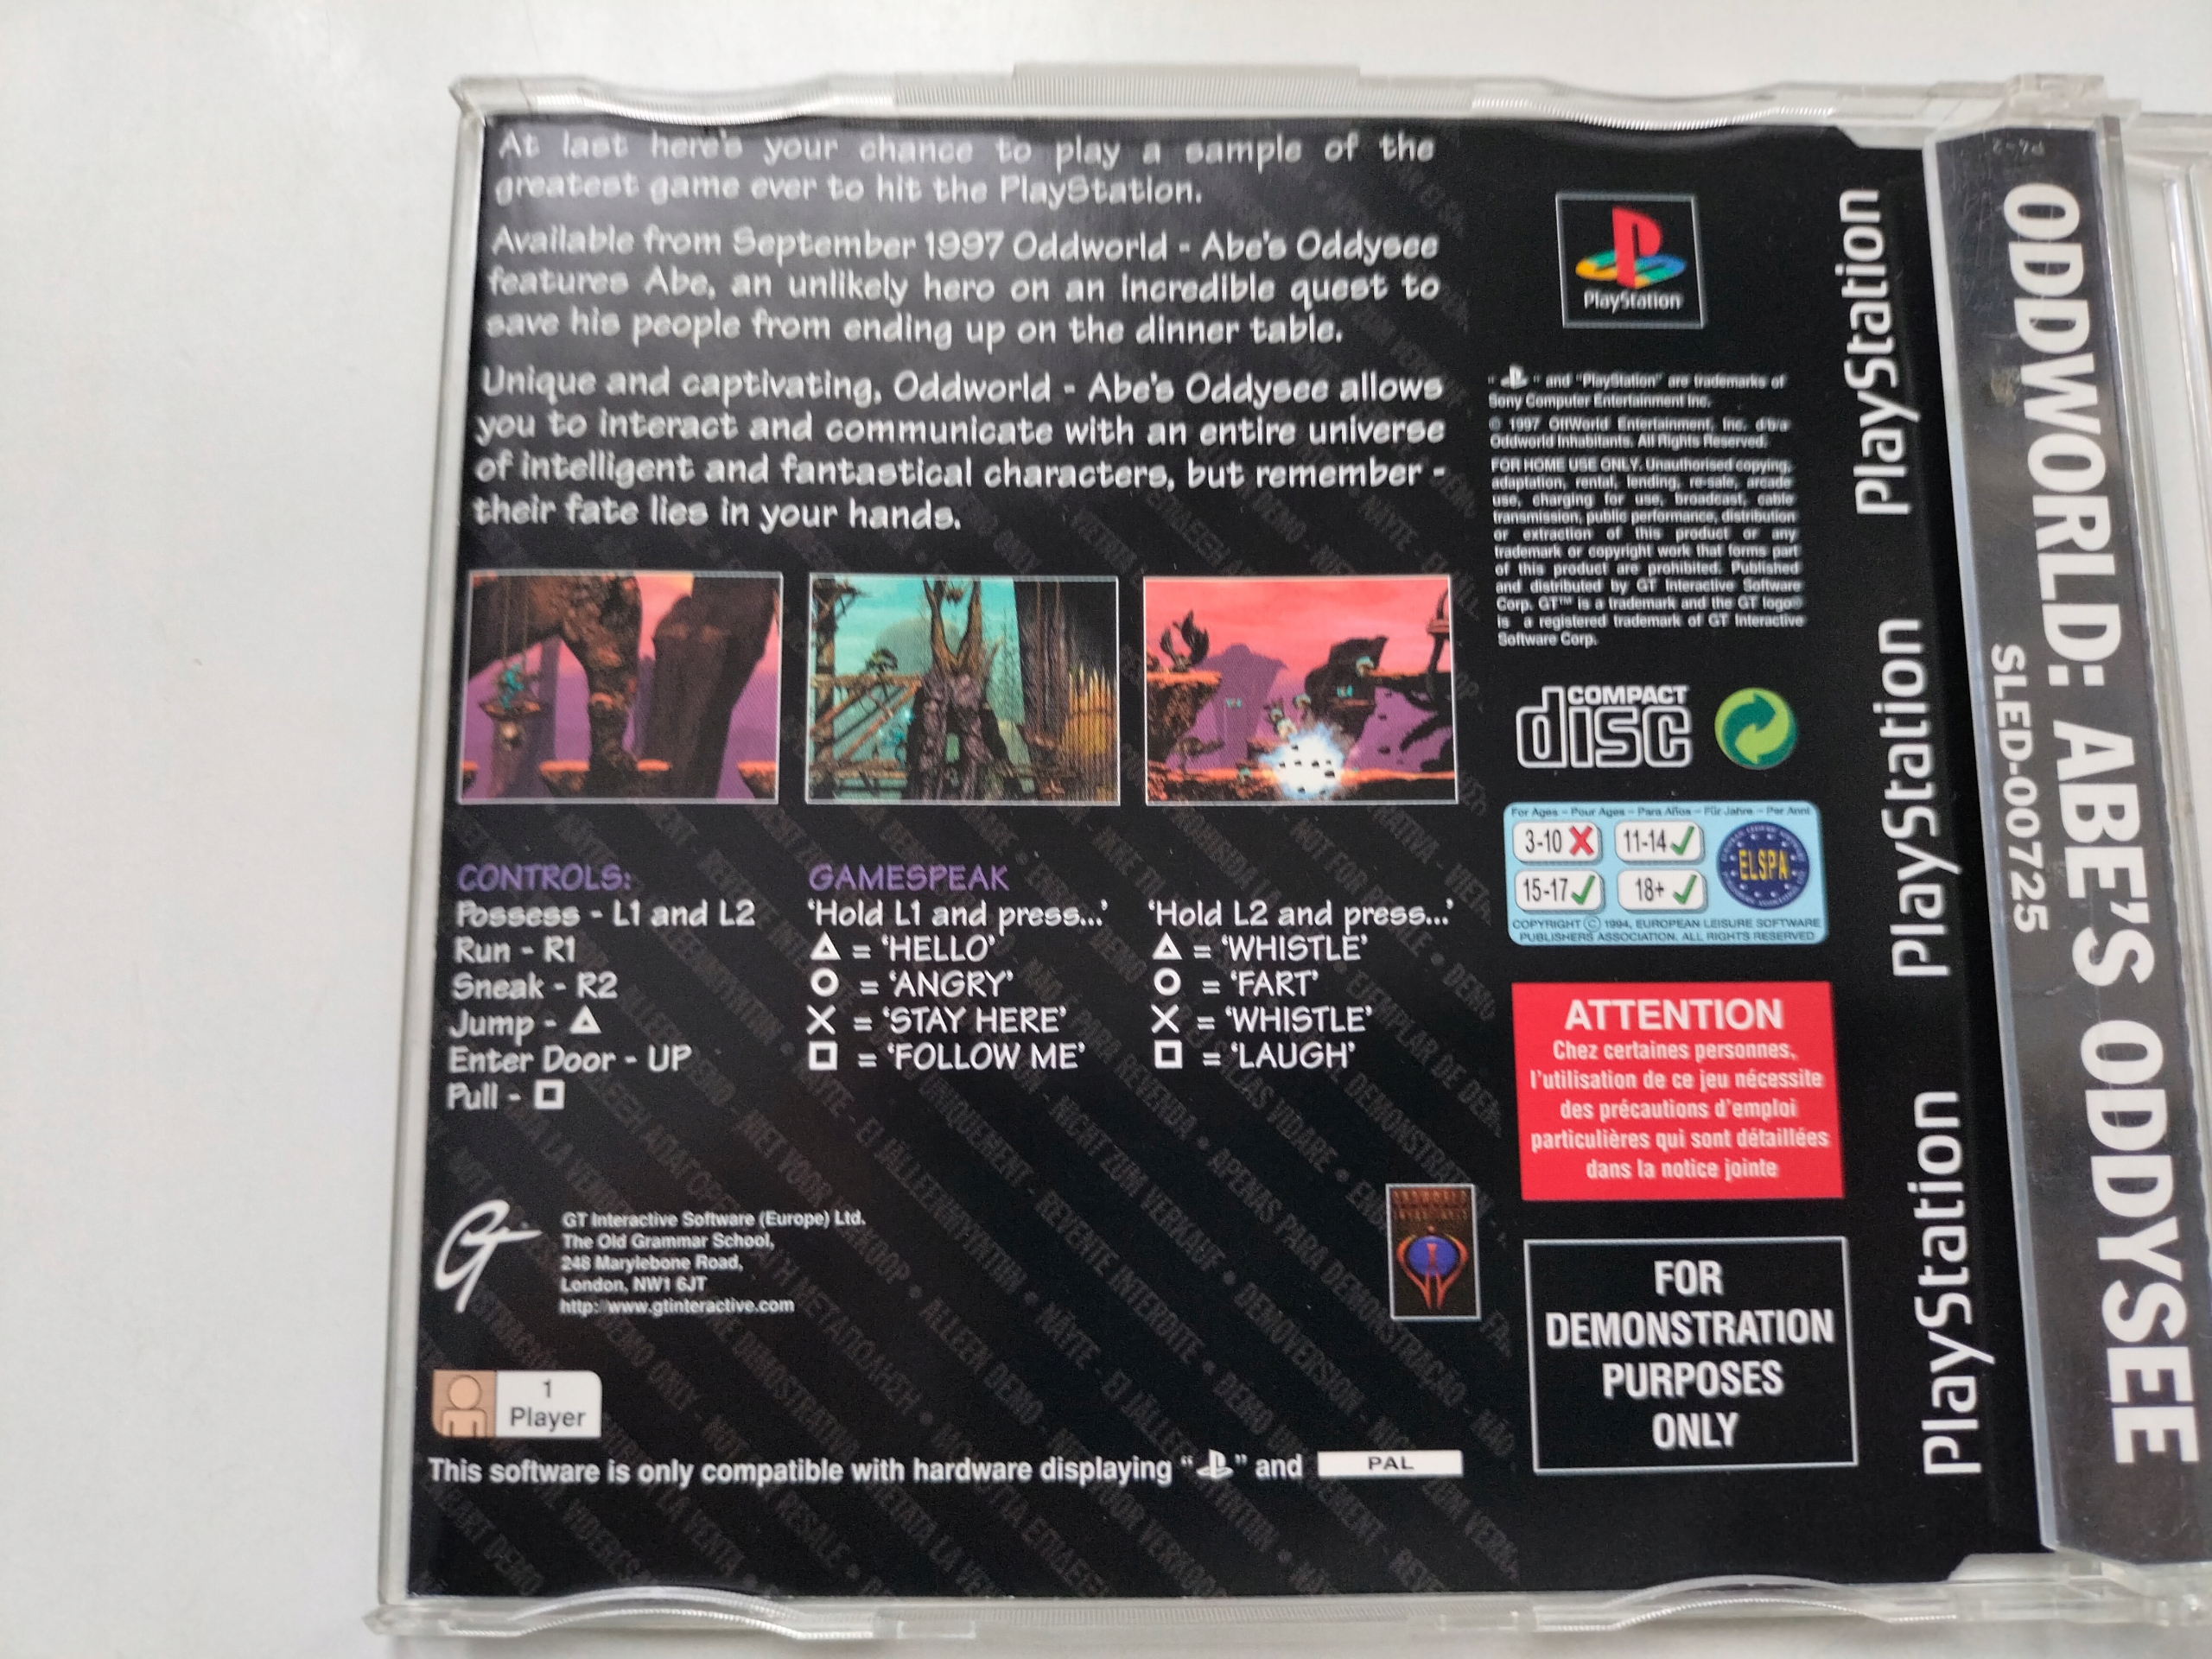 At last here's your chance to play a sample of the
greatest game ever to hit the PlayStation.
Available from September 1997 Oddworld - Abe's Oddysee
features Abe, an unlikely hero on an incredible quest to
save his people from ending up on the dinner table.
Unique and captivating, Oddworld - Abe's Oddysee allows
you to interact and communicate with an entire universe
of intelligent and fantastical characters, but remember -
their fate lies in your hands.
CONTROLS:
Possess - L1 and L2
Run - R1
Sneak - R2
Jump - △
Enter Door - UP
Pull - □
GAMESPEAK
'Hold L1 and press...'
△ = 'HELLO'
○ = 'ANGRY'
✕ = 'STAY HERE'
□ = 'FOLLOW ME'
'Hold L2 and press...'
△ = 'WHISTLE'
○ = 'FART'
✕ = 'WHISTLE'
□ = 'LAUGH'
GT
GT Interactive Software (Europe) Ltd.
The Old Grammar School,
248 Marylebone Road,
London, NW1 6JT
http://www.gtinteractive.com
1
Player
This software is only compatible with hardware displaying " " and PAL
PlayStation
" " and "PlayStation" are trademarks of
Sony Computer Entertainment Inc.
© 1997 OffWorld Entertainment, Inc. d/b/a
Oddworld Inhabitants. All Rights Reserved.
FOR HOME USE ONLY. Unauthorised copying,
adaptation, rental, lending, re-sale, arcade
use, charging for use, broadcast, cable
transmission, public performance, distribution
or extraction of this product or any
trademark or copyright work that forms part
of this product are prohibited. Published
and distributed by GT Interactive Software
Corp. GT™ is a trademark and the GT logo®
is a registered trademark of GT Interactive
Software Corp.
COMPACT
disc
For Ages – Pour Ages – Para Años – Für Jahre – Per Anni
3-10 11-14
15-17 18+
ELSPA
COPYRIGHT © 1994, EUROPEAN LEISURE SOFTWARE
PUBLISHERS ASSOCIATION. ALL RIGHTS RESERVED
ATTENTION
Chez certaines personnes,
l'utilisation de ce jeu nécessite
des précautions d'emploi
particulières qui sont détaillées
dans la notice jointe
FOR
DEMONSTRATION
PURPOSES
ONLY
PlayStation
PlayStation
PlayStation
ODDWORLD: ABE'S ODDYSEE
SLED-00725